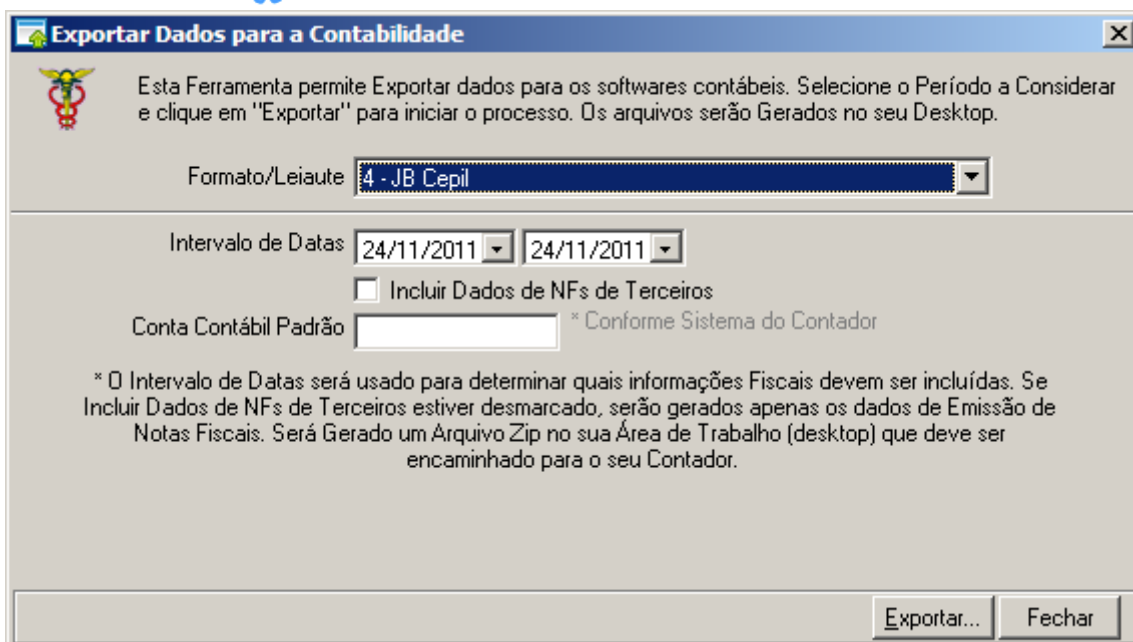 Exportar Dados para a Contabilidade
Esta Ferramenta permite Exportar dados para os softwares contábeis. Selecione o Período a Considerar
e clique em "Exportar" para iniciar o processo. Os arquivos serão Gerados no seu Desktop.
Formato/Leiaute 4 - JB Cepil
Intervalo de Datas 24/11/2011 24/11/2011
Incluir Dados de NFs de Terceiros
Conta Contábil Padrão * Conforme Sistema do Contador
* O Intervalo de Datas será usado para determinar quais informações Fiscais devem ser incluídas. Se
Incluir Dados de NFs de Terceiros estiver desmarcado, serão gerados apenas os dados de Emissão de
Notas Fiscais. Será Gerado um Arquivo Zip no sua Área de Trabalho (desktop) que deve ser
encaminhado para o seu Contador.
Exportar... Fechar